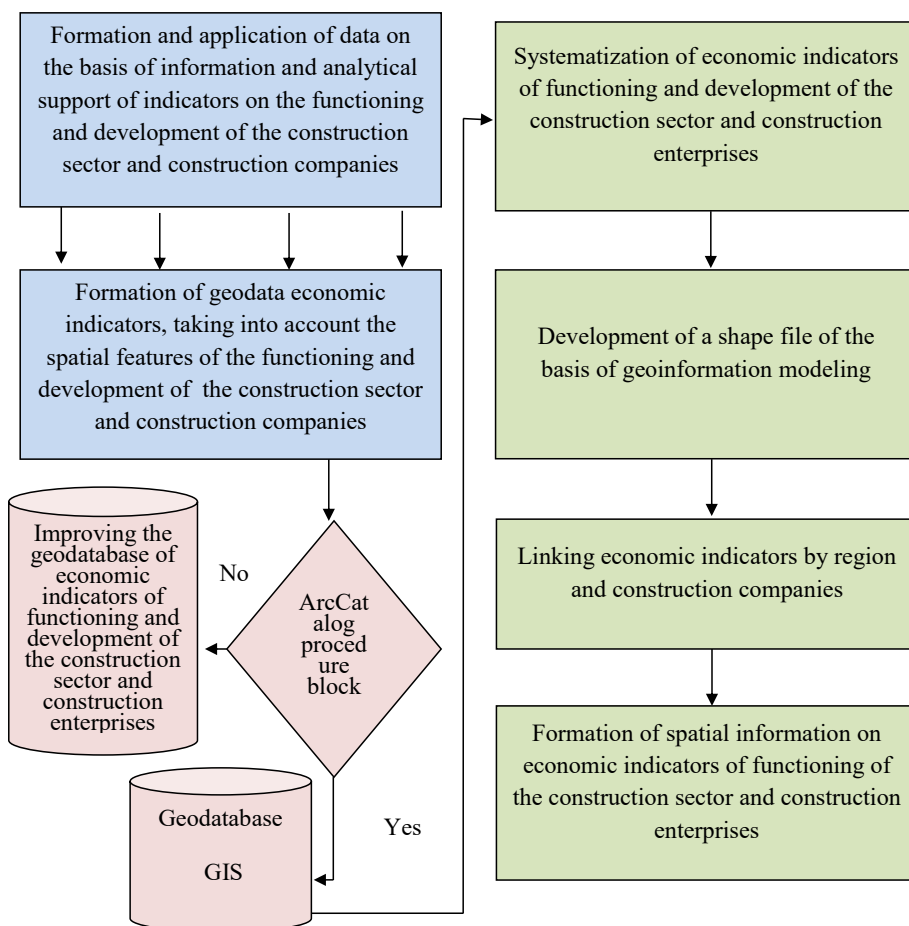 Formation and application of data on
the basis of information and analytical
support of indicators on the functioning
and development of the construction
sector and construction companies
Formation of geodata economic
indicators, taking into account the
spatial features of the functioning and
development of the construction sector
and construction companies
Improving the
geodatabase of
economic
indicators of
functioning and
development of
the construction
sector and
construction
enterprises
No
ArcCat
alog
proced
ure
block
Geodatabase
GIS
Yes
Systematization of economic indicators
of functioning and development of the
construction sector and construction
enterprises
Development of a shape file of the
basis of geoinformation modeling
Linking economic indicators by region
and construction companies
Formation of spatial information on
economic indicators of functioning of
the construction sector and construction
enterprises